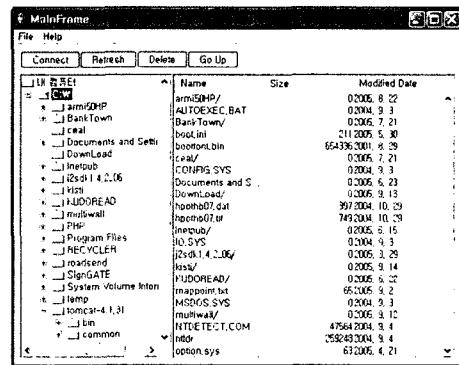 MainFrame
File Help
Connect Refresh Delete Go Up
내 컴퓨터
C:\
armi50HP
BankTown
ceal
Documents and Setti
DownLoad
Inetpub
j2sdk1.4.2_06
kisti
KUDOREAD
multiwall
PHP
Program Files
RECYCLER
roadsend
SignGATE
System Volume Infor
temp
tomcat-4.1.31
bin
common
Name Size Modified Date
armi50HP/ 0 2005, 8, 22
AUTOEXEC.BAT 0 2004, 9, 3
BankTown/ 0 2005, 7, 21
boot.ini 211 2005, 5, 30
bootfont.bin 2001, 8, 29
ceal/ 0 2005, 7, 21
CONFIG.SYS 0 2004, 9, 3
Documents and S... 0 2005, 6, 23
DownLoad/ 0 2005, 9, 13
hpothb07.dat 997 2004, 10, 29
hpothb07.tif 749 2004, 10, 29
Inetpub/ 0 2005, 6, 15
IO.SYS 0 2004, 9, 3
j2sdk1.4.2_06/ 0 2005, 3, 29
kisti/ 0 2005, 9, 14
KUDOREAD/ 0 2005, 6, 22
mappoint.txt 65 2005, 9, 2
MSDOS.SYS 0 2004, 9, 3
multiwall/ 0 2005, 9, 12
NTDETECT.COM 47564 2004, 9, 4
ntldr 259248 2004, 9, 4
option.sys 63 2005, 4, 21